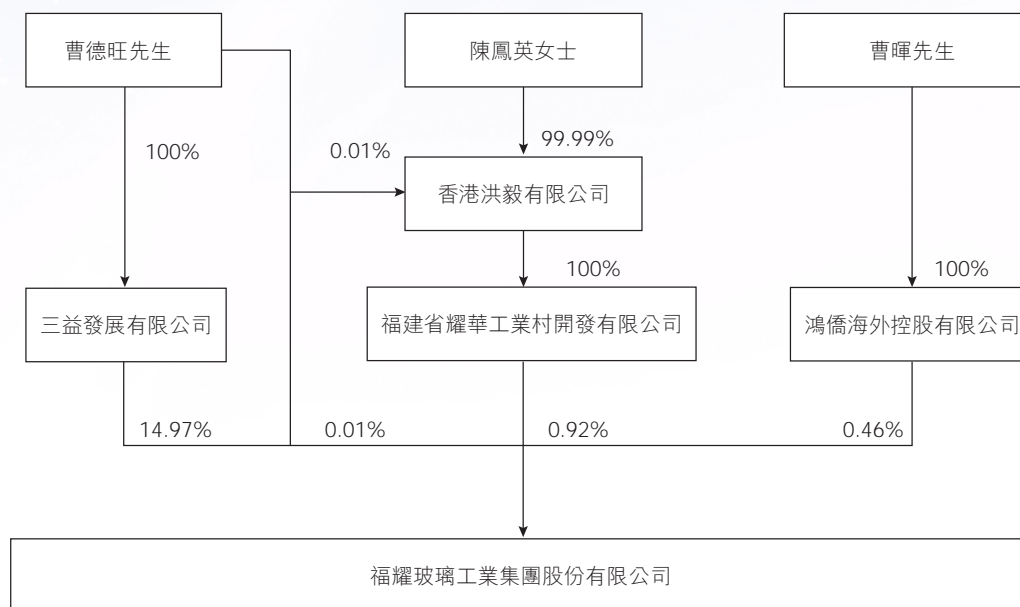 曹德旺先生
陳鳳英女士
曹暉先生
100%
0.01%
99.99%
香港洪毅有限公司
100%
100%
三益發展有限公司
福建省耀華工業村開發有限公司
鴻僑海外控股有限公司
14.97%
0.01%
0.92%
0.46%
福耀玻璃工業集團股份有限公司